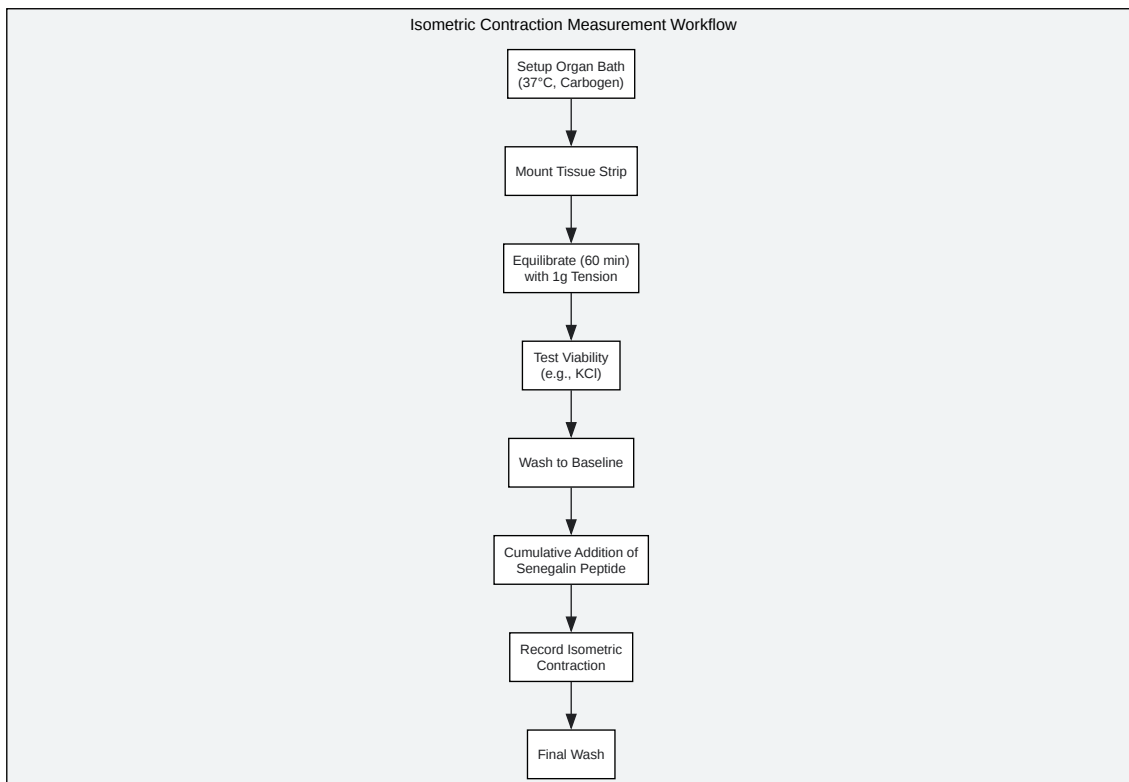 Isometric Contraction Measurement Workflow
Setup Organ Bath
(37°C, Carbogen)
Mount Tissue Strip
Equilibrate (60 min)
with 1g Tension
Test Viability
(e.g., KCl)
Wash to Baseline
Cumulative Addition of
Senegalin Peptide
Record Isometric
Contraction
Final Wash